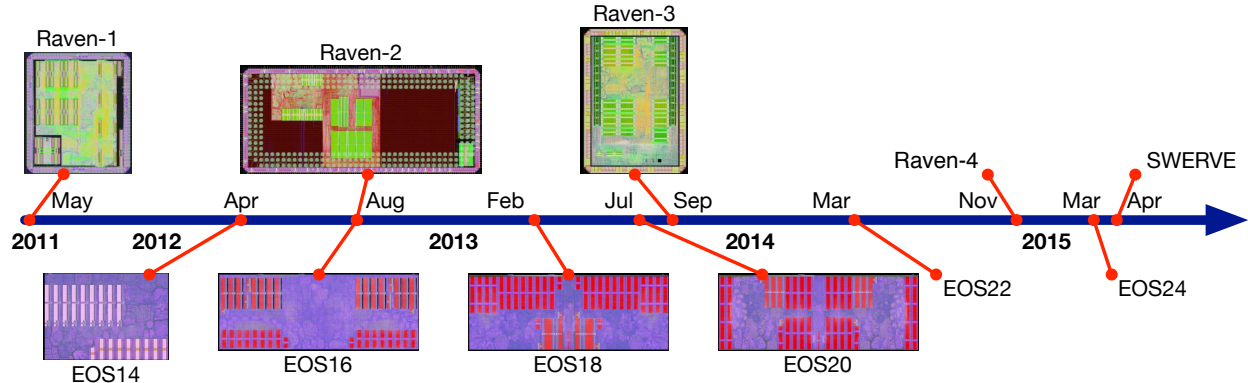 Raven-1
Raven-2
Raven-3
Raven-4
SWERVE
May
Apr
Aug
Feb
Jul
Sep
Mar
Nov
Mar
Apr
2011
2012
2013
2014
2015
EOS14
EOS16
EOS18
EOS20
EOS22
EOS24